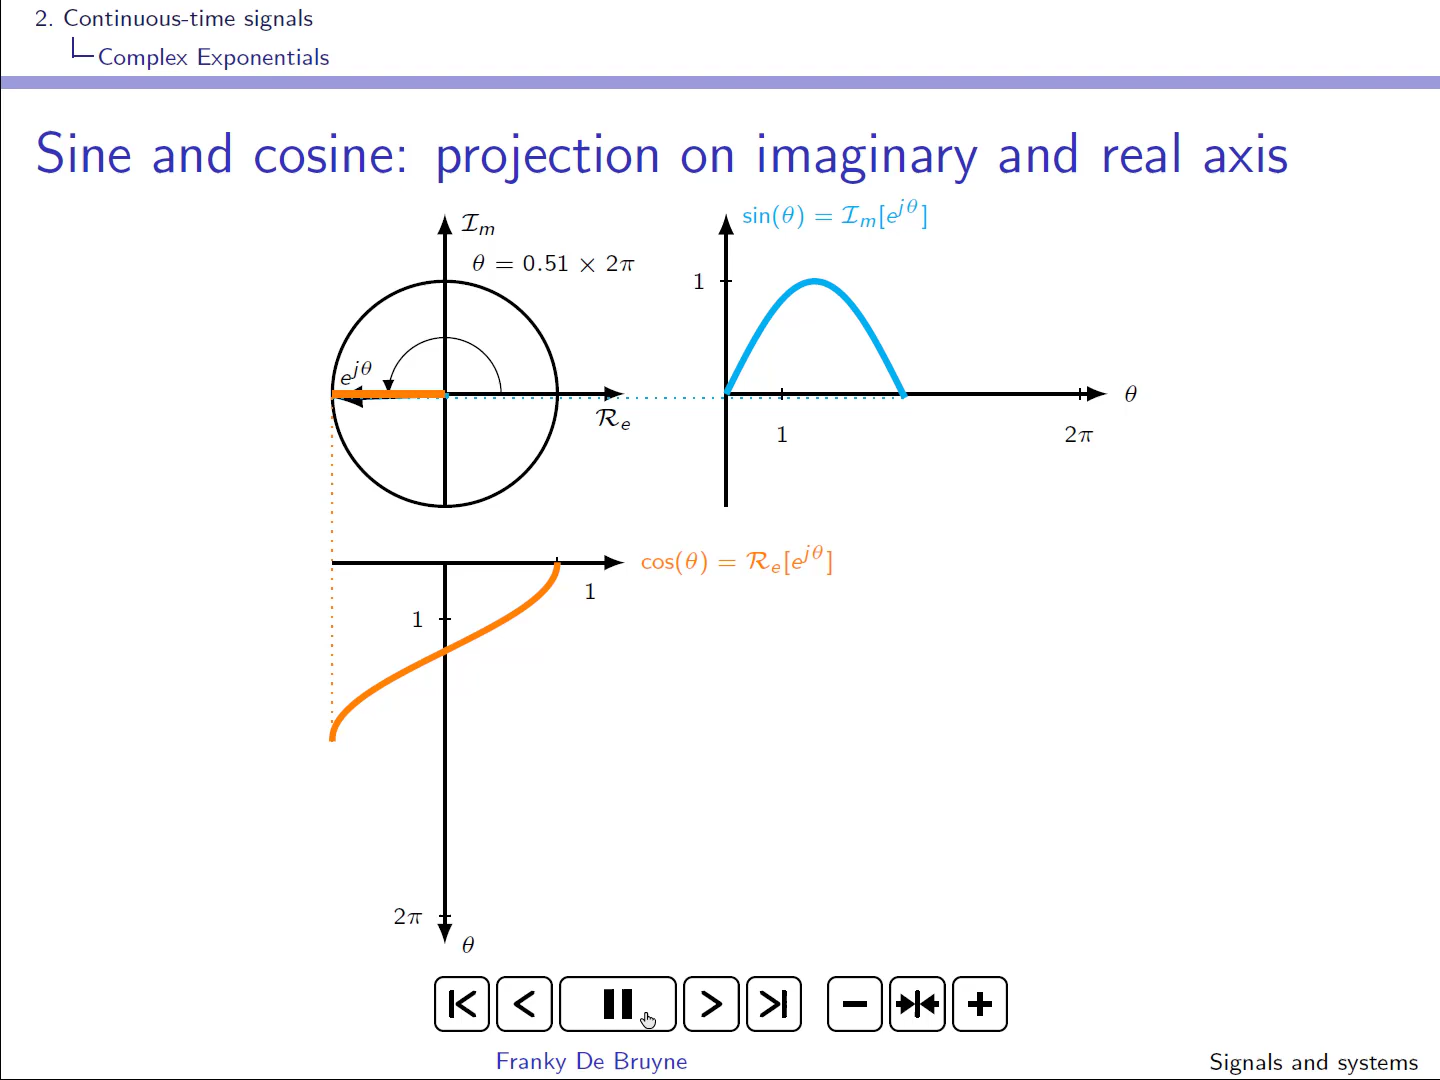 2. Continuous-time signals
Complex Exponentials
Sine and cosine: projection on imaginary and real axis
ℐm
sin(θ) = ℐm[e^{jθ}]
θ = 0.51 × 2π
1
e^{jθ}
θ
ℛe
1
2π
cos(θ) = ℛe[e^{jθ}]
1
1
2π
θ
Franky De Bruyne
Signals and systems